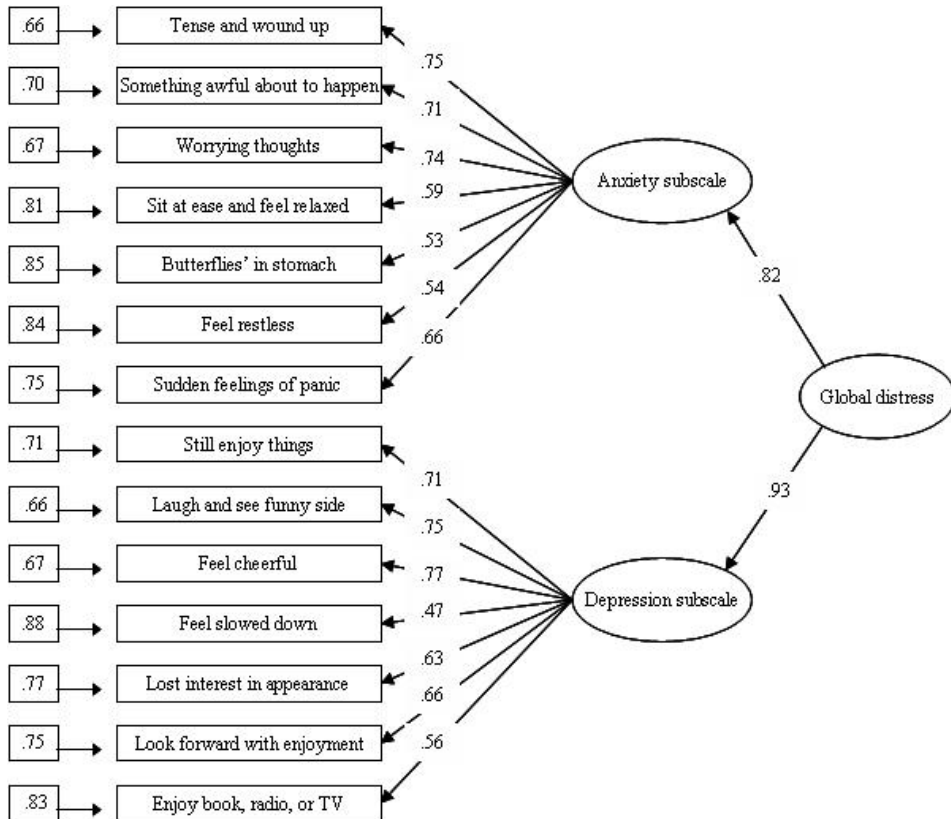 .66 Tense and wound up
.75
.70 Something awful about to happen
.71
.67 Worrying thoughts
.74
Anxiety subscale
.81 Sit at ease and feel relaxed
.59
.85 Butterflies' in stomach
.53
.82
.84 Feel restless
.54
.66
.75 Sudden feelings of panic
Global distress
.71 Still enjoy things
.71
.93
.66 Laugh and see funny side
.75
.67 Feel cheerful
.77
Depression subscale
.88 Feel slowed down
.47
.77 Lost interest in appearance
.63
.66
.75 Look forward with enjoyment
.56
.83 Enjoy book, radio, or TV